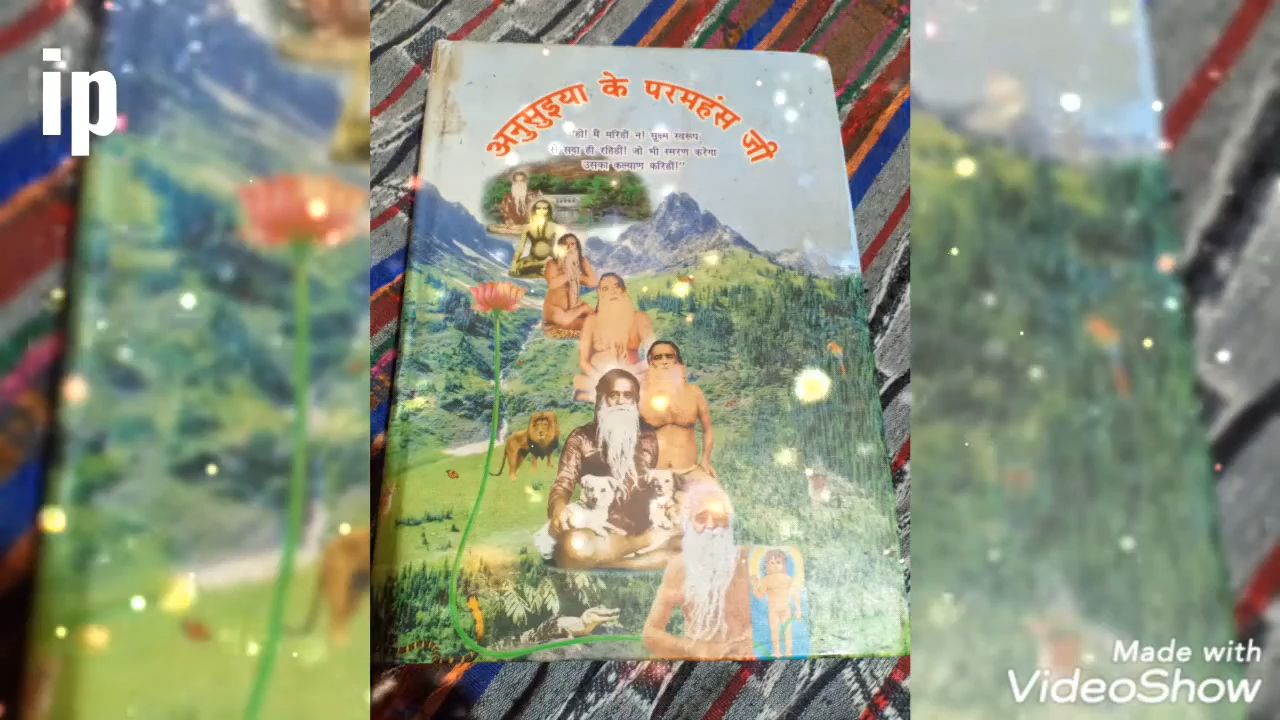 ip
अनुसुइया के परमहंस जी
"हो! मैं मरिहौं न! सूक्ष्म स्वरूप
से सदा ही रहिहौं! जो भी स्मरण करेगा
उसका कल्याण करिहौं!"
Made with
VideoShow